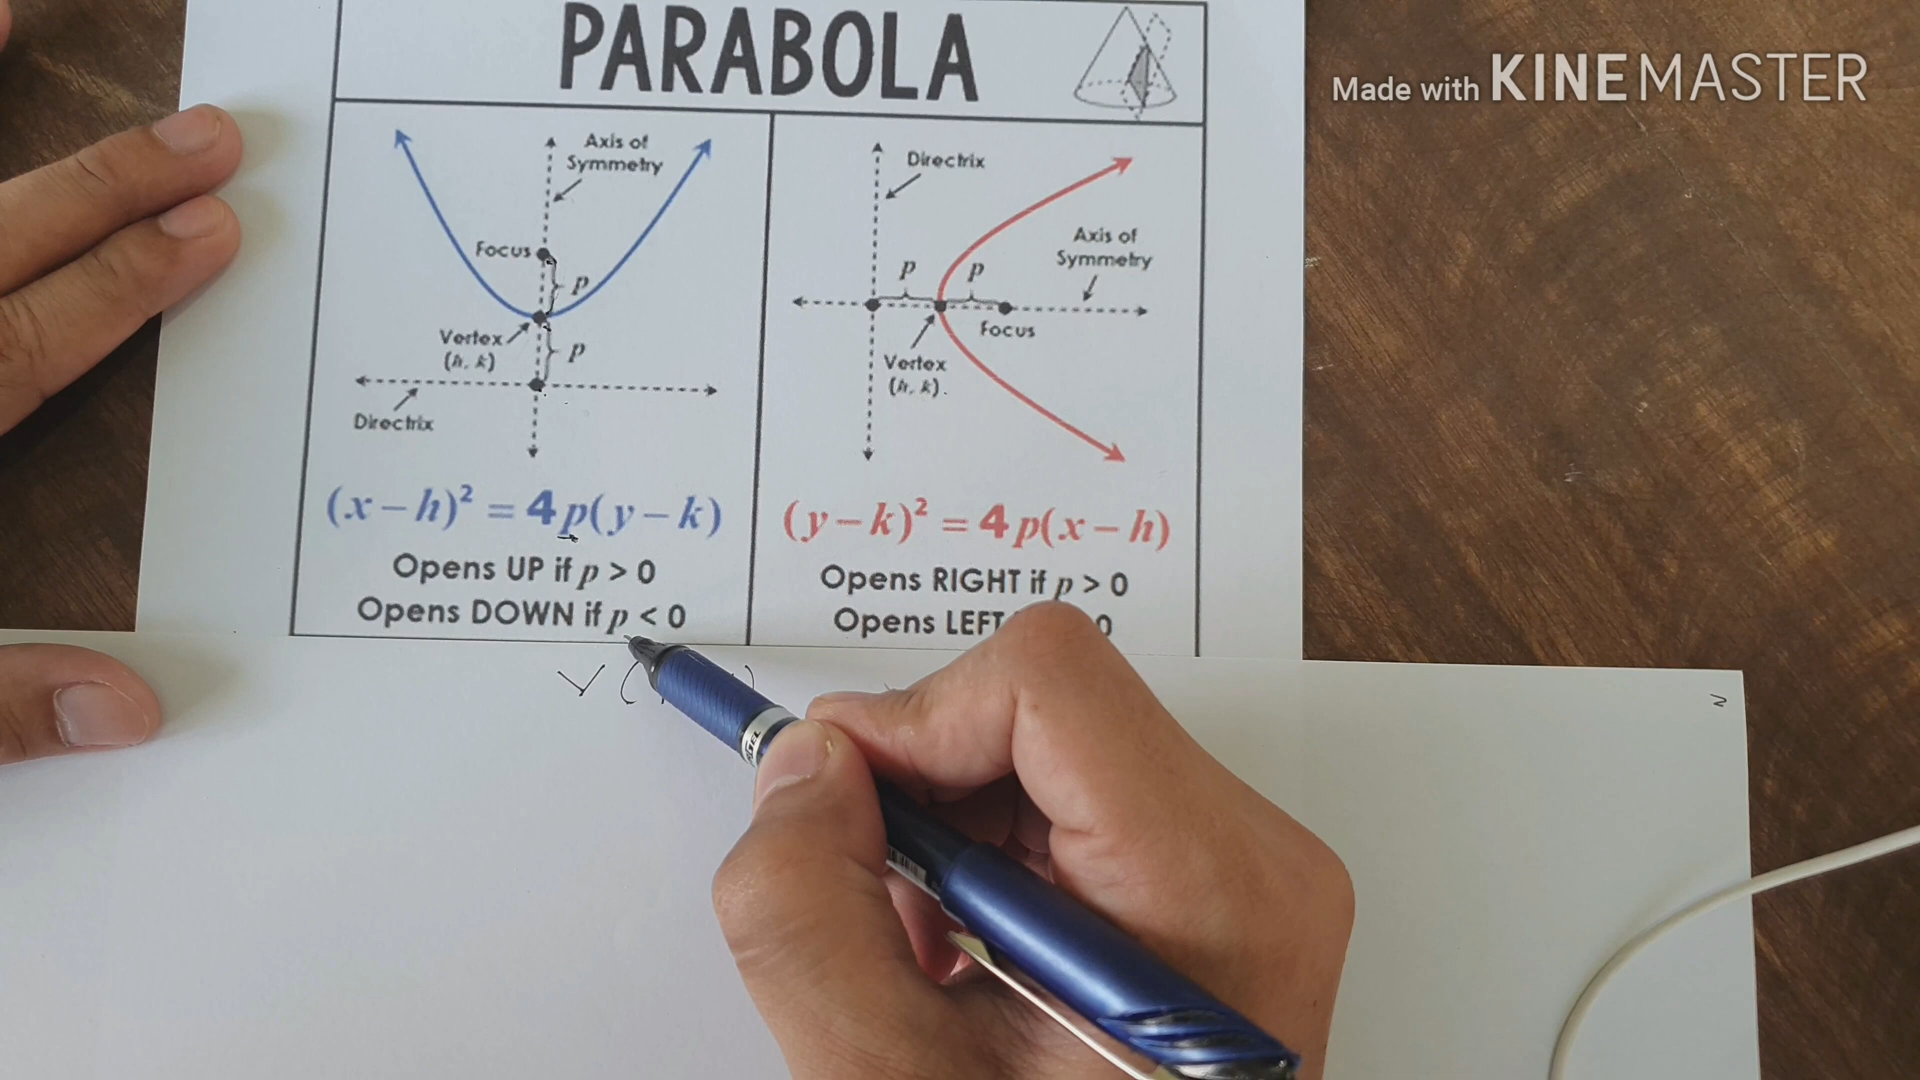 PARABOLA
Made with KINEMASTER
Axis of
Symmetry
Focus
p
Vertex
(h, k)
p
Directrix
(x – h)² = 4p(y – k)
Opens UP if p > 0
Opens DOWN if p < 0
Directrix
Axis of
Symmetry
p
p
Focus
Vertex
(h, k)
(y – k)² = 4p(x – h)
Opens RIGHT if p > 0
Opens LEFT 0
V (